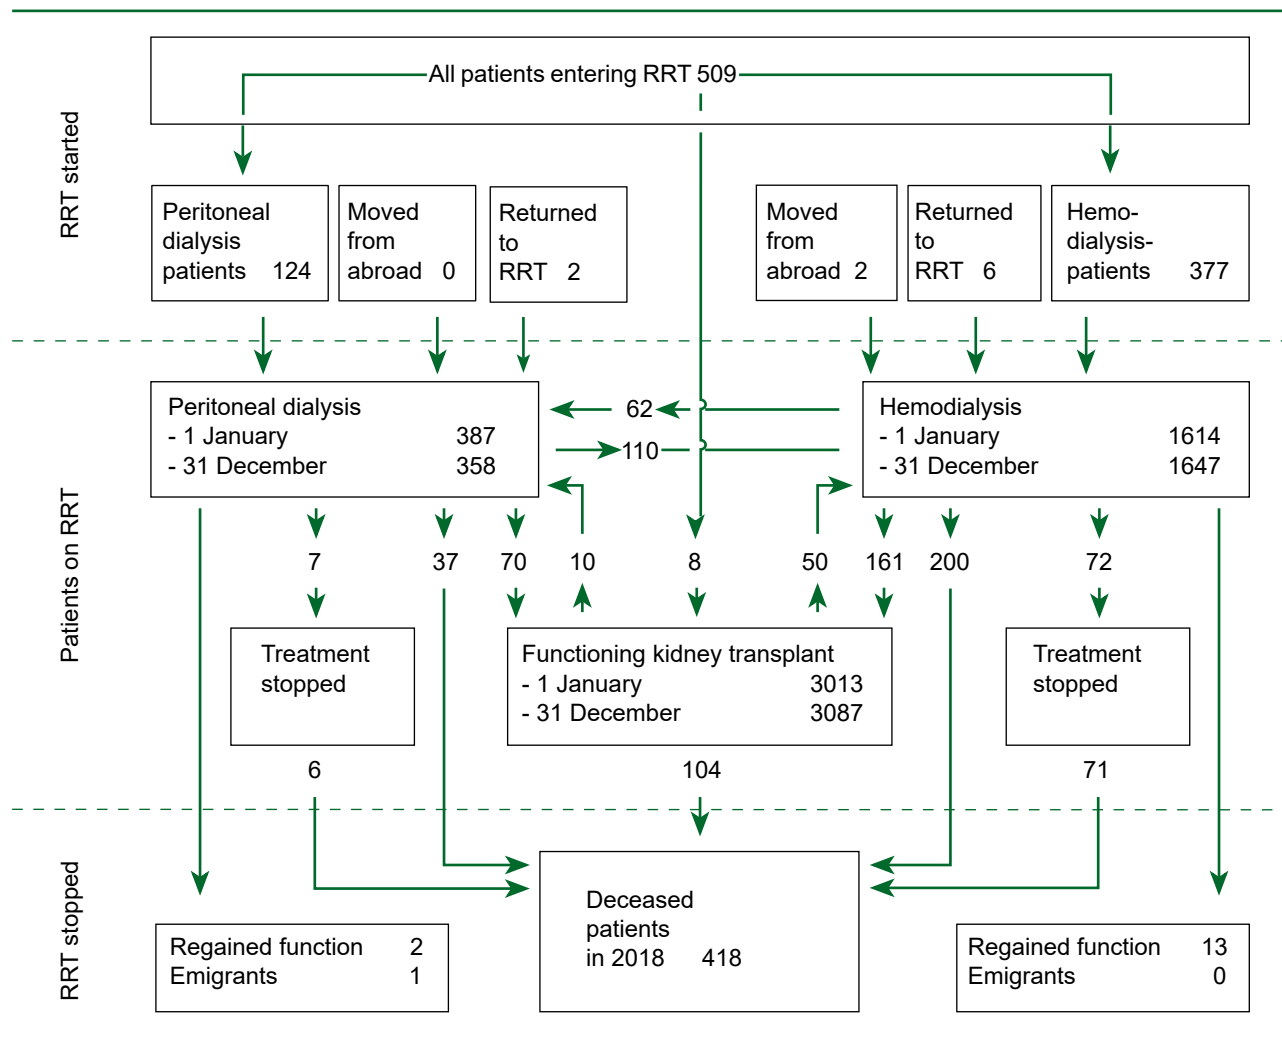 All patients entering RRT 509
RRT started
Peritoneal
dialysis
patients 124
Moved
from
abroad 0
Returned
to
RRT 2
Moved
from
abroad 2
Returned
to
RRT 6
Hemo-
dialysis-
patients 377
Patients on RRT
Peritoneal dialysis
- 1 January 387
- 31 December 358
62
110
Hemodialysis
- 1 January 1614
- 31 December 1647
7
37
70
10
8
50
161
200
72
Treatment
stopped
Functioning kidney transplant
- 1 January 3013
- 31 December 3087
Treatment
stopped
6
104
71
RRT stopped
Regained function 2
Emigrants 1
Deceased
patients
in 2018 418
Regained function 13
Emigrants 0